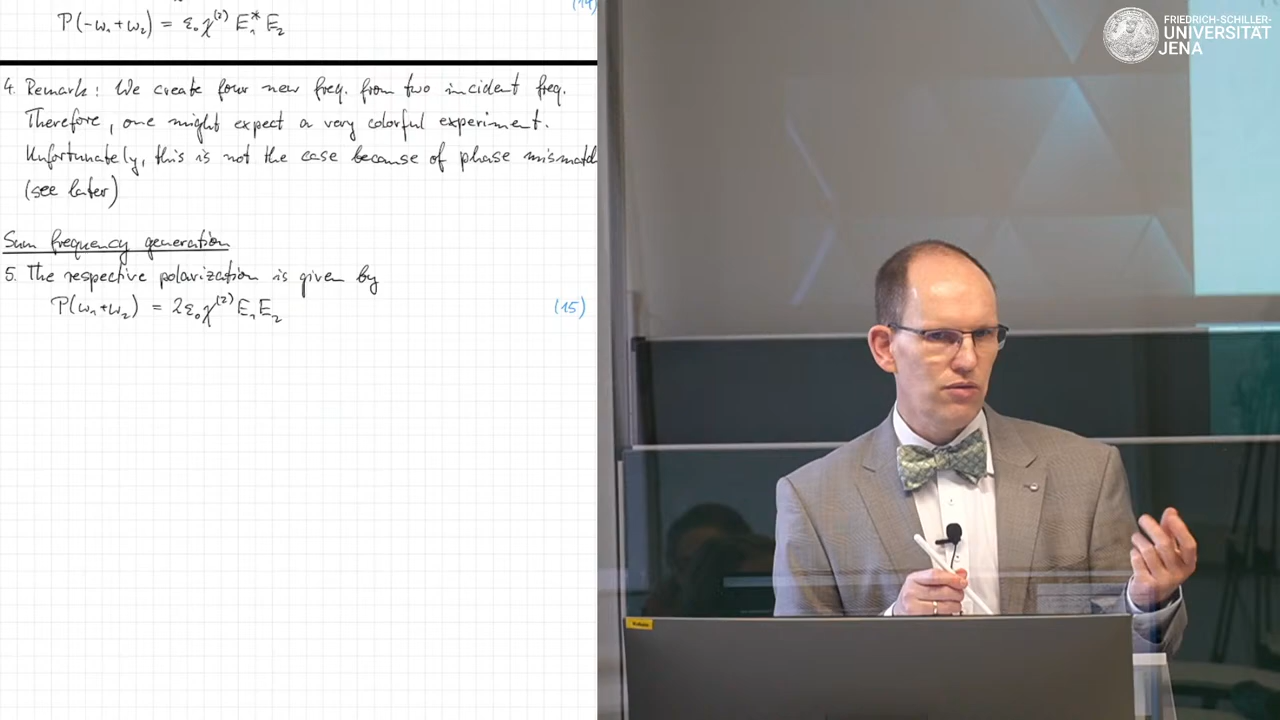 (14)
P(-ω₁+ω₂) = ε₀χ⁽²⁾ E₁* E₂
4. Remark: We create four new freq. from two incident freq.
Therefore, one might expect a very colorful experiment.
Unfortunately, this is not the case because of phase mismatch
(see later)
Sum frequency generation
5. The respective polarization is given by
P(ω₁+ω₂) = 2ε₀χ⁽²⁾ E₁E₂ (15)
FRIEDRICH-SCHILLER-
UNIVERSITÄT
JENA